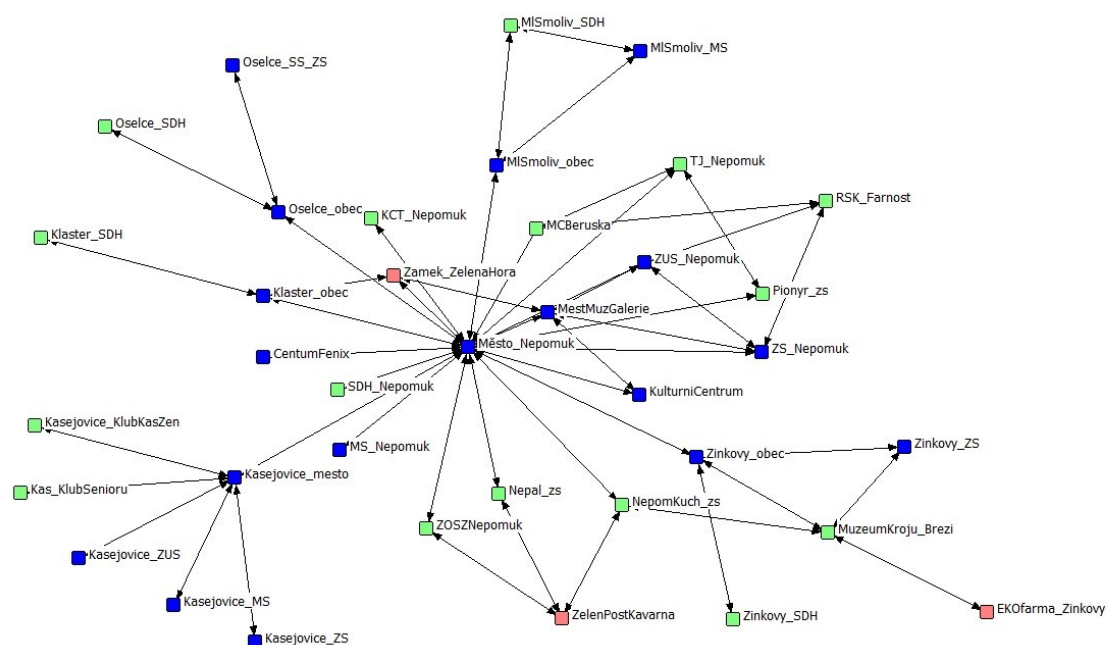 MlSmoliv_SDH
MlSmoliv_MS
Oselce_SS_ZS
Oselce_SDH
MlSmoliv_obec
TJ_Nepomuk
RSK_Farnost
Oselce_obec
KCT_Nepomuk
MCBeruska
Klaster_SDH
ZUS_Nepomuk
Zamek_ZelenaHora
Klaster_obec
Pionyr_zs
MestMuzGalerie
Město_Nepomuk
ZS_Nepomuk
CentumFenix
SDH_Nepomuk
KulturniCentrum
Kasejovice_KlubKasZen
MS_Nepomuk
Zinkovy_ZS
Zinkovy_obec
Kasejovice_mesto
Kas_KlubSenioru
Nepal_zs
NepomKuch_zs
ZOSZNepomuk
MuzeumKroju_Brezi
Kasejovice_ZUS
Kasejovice_MS
EKOfarma_Zinkovy
ZelenPostKavarna
Zinkovy_SDH
Kasejovice_ZS